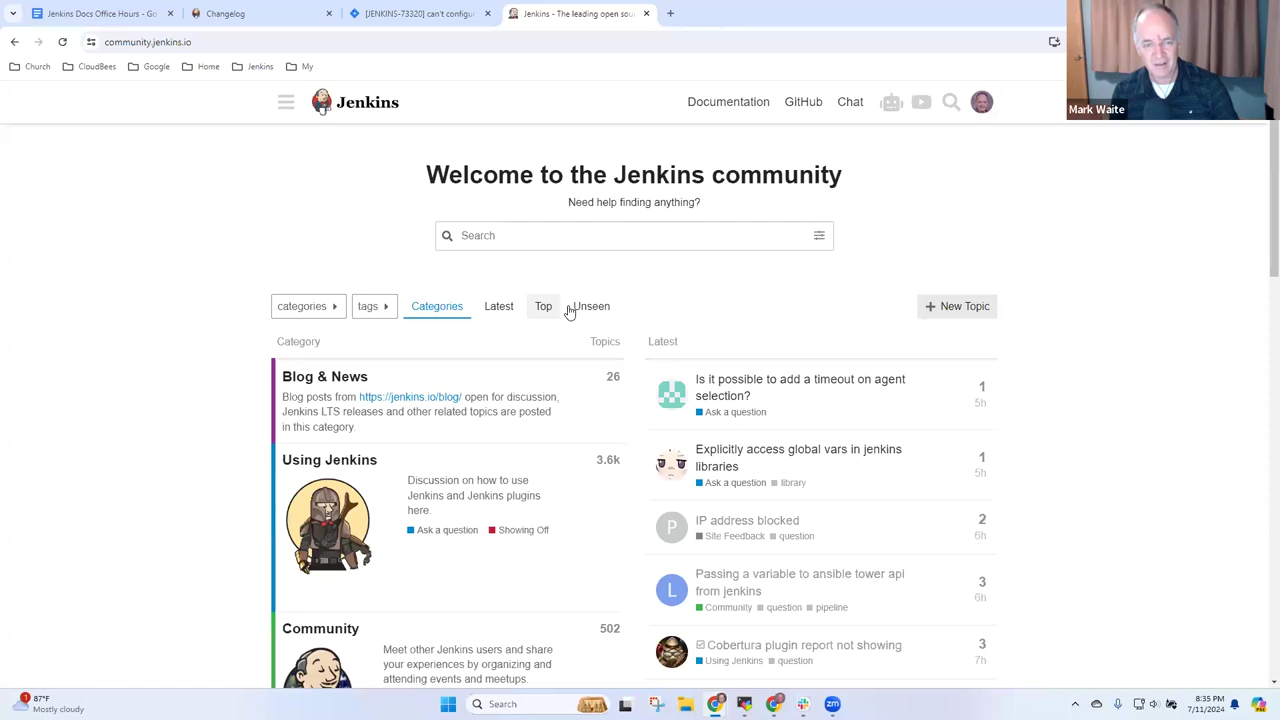 Jenkins Docs Office Hours - Go
Changelog
[JENKINS-73320] can't configu
Jenkins - The leading open sou
community.jenkins.io
Church
CloudBees
Google
Home
Jenkins
My
Mark Waite
Jenkins
Documentation
GitHub
Chat
Welcome to the Jenkins community
Need help finding anything?
Search
categories
tags
Categories
Latest
Top
Unseen
New Topic
Category
Topics
Blog & News
26
Blog posts from https://jenkins.io/blog/ open for discussion,
Jenkins LTS releases and other related topics are posted
in this category.
Using Jenkins
3.6k
Discussion on how to use
Jenkins and Jenkins plugins
here.
Ask a question
Showing Off
Community
502
Meet other Jenkins users and share
your experiences by organizing and
attending events and meetups.
Latest
Is it possible to add a timeout on agent
selection?
1
5h
Ask a question
Explicitly access global vars in jenkins
libraries
1
5h
Ask a question
library
P
IP address blocked
2
6h
Site Feedback
question
L
Passing a variable to ansible tower api
from jenkins
3
6h
Community
question
pipeline
Cobertura plugin report not showing
3
7h
Using Jenkins
question
1
87°F
Mostly cloudy
Search
zm
8:35 PM
7/11/2024